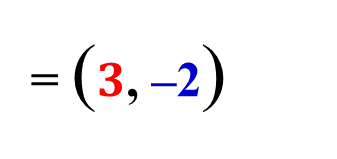 = (3, –2)